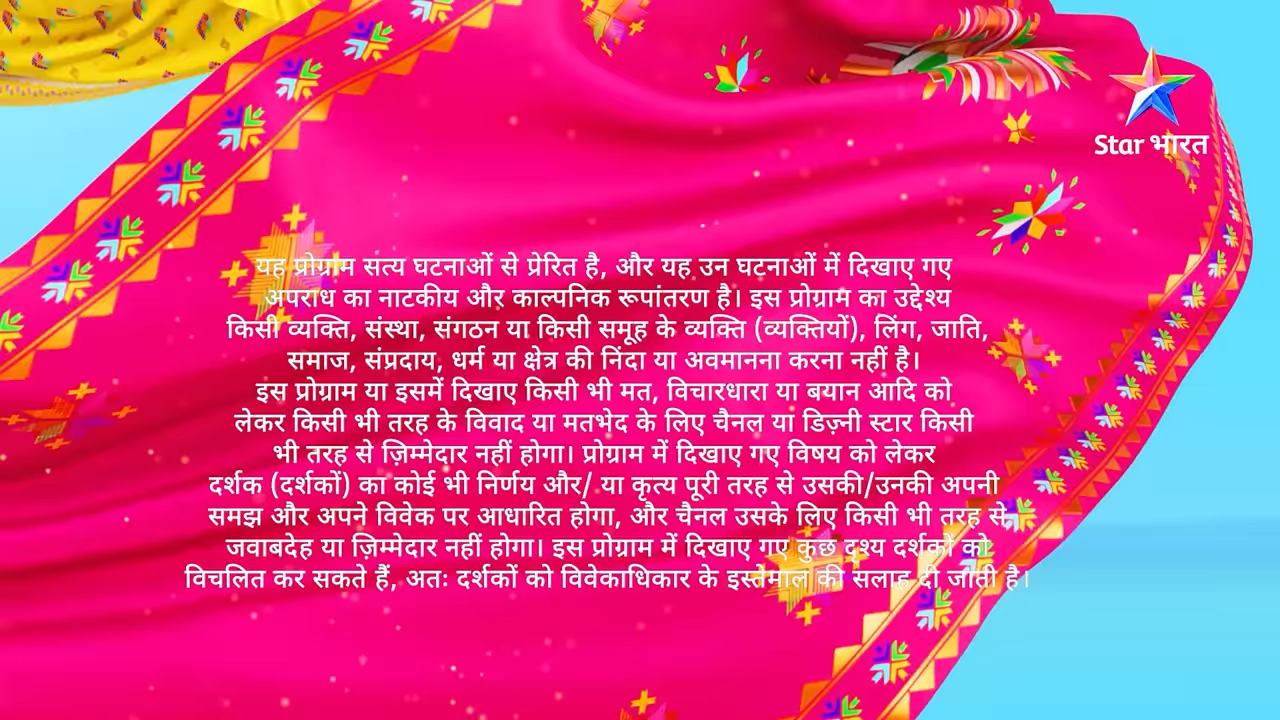 Star भारत
यह प्रोग्राम सत्य घटनाओं से प्रेरित है, और यह उन घटनाओं में दिखाए गए
अपराध का नाटकीय और काल्पनिक रूपांतरण है। इस प्रोग्राम का उद्देश्य
किसी व्यक्ति, संस्था, संगठन या किसी समूह के व्यक्ति (व्यक्तियों), लिंग, जाति,
समाज, संप्रदाय, धर्म या क्षेत्र की निंदा या अवमानना करना नहीं है।
इस प्रोग्राम या इसमें दिखाए किसी भी मत, विचारधारा या बयान आदि को
लेकर किसी भी तरह के विवाद या मतभेद के लिए चैनल या डिज़्नी स्टार किसी
भी तरह से ज़िम्मेदार नहीं होगा। प्रोग्राम में दिखाए गए विषय को लेकर
दर्शक (दर्शकों) का कोई भी निर्णय और/ या कृत्य पूरी तरह से उसकी/उनकी अपनी
समझ और अपने विवेक पर आधारित होगा, और चैनल उसके लिए किसी भी तरह से
जवाबदेह या ज़िम्मेदार नहीं होगा। इस प्रोग्राम में दिखाए गए कुछ दृश्य दर्शकों को
विचलित कर सकते हैं, अतः दर्शकों को विवेकाधिकार के इस्तेमाल की सलाह दी जाती है।